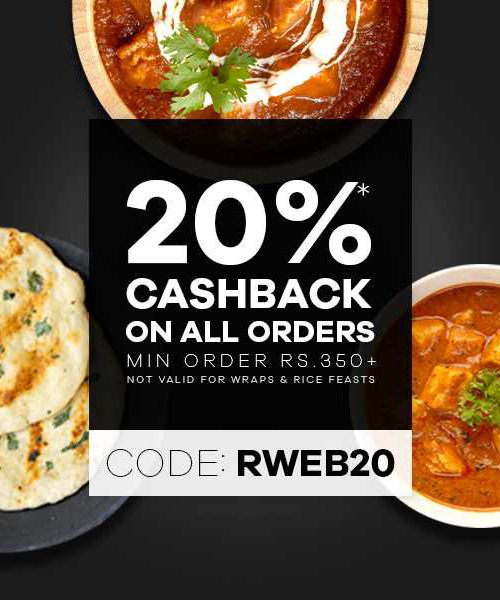 20%*
CASHBACK
ON ALL ORDERS
MIN ORDER RS.350+
NOT VALID FOR WRAPS & RICE FEASTS
CODE: RWEB20